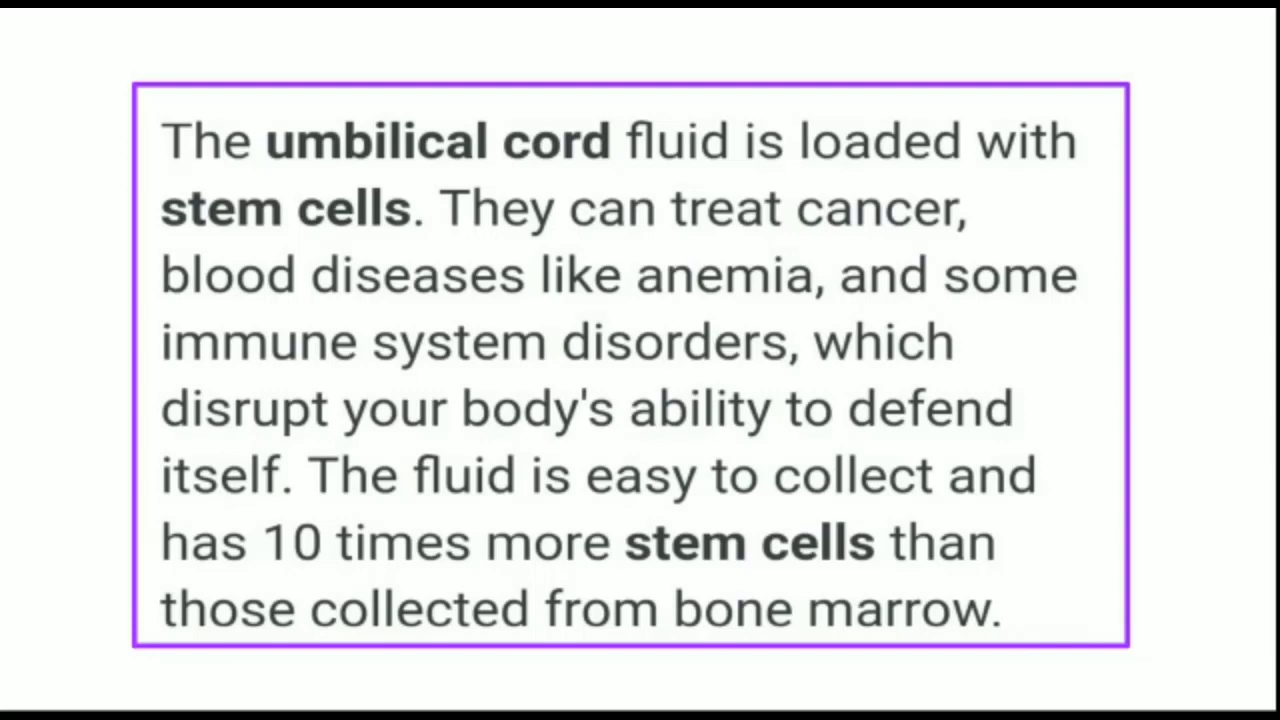 The umbilical cord fluid is loaded with
stem cells. They can treat cancer,
blood diseases like anemia, and some
immune system disorders, which
disrupt your body's ability to defend
itself. The fluid is easy to collect and
has 10 times more stem cells than
those collected from bone marrow.